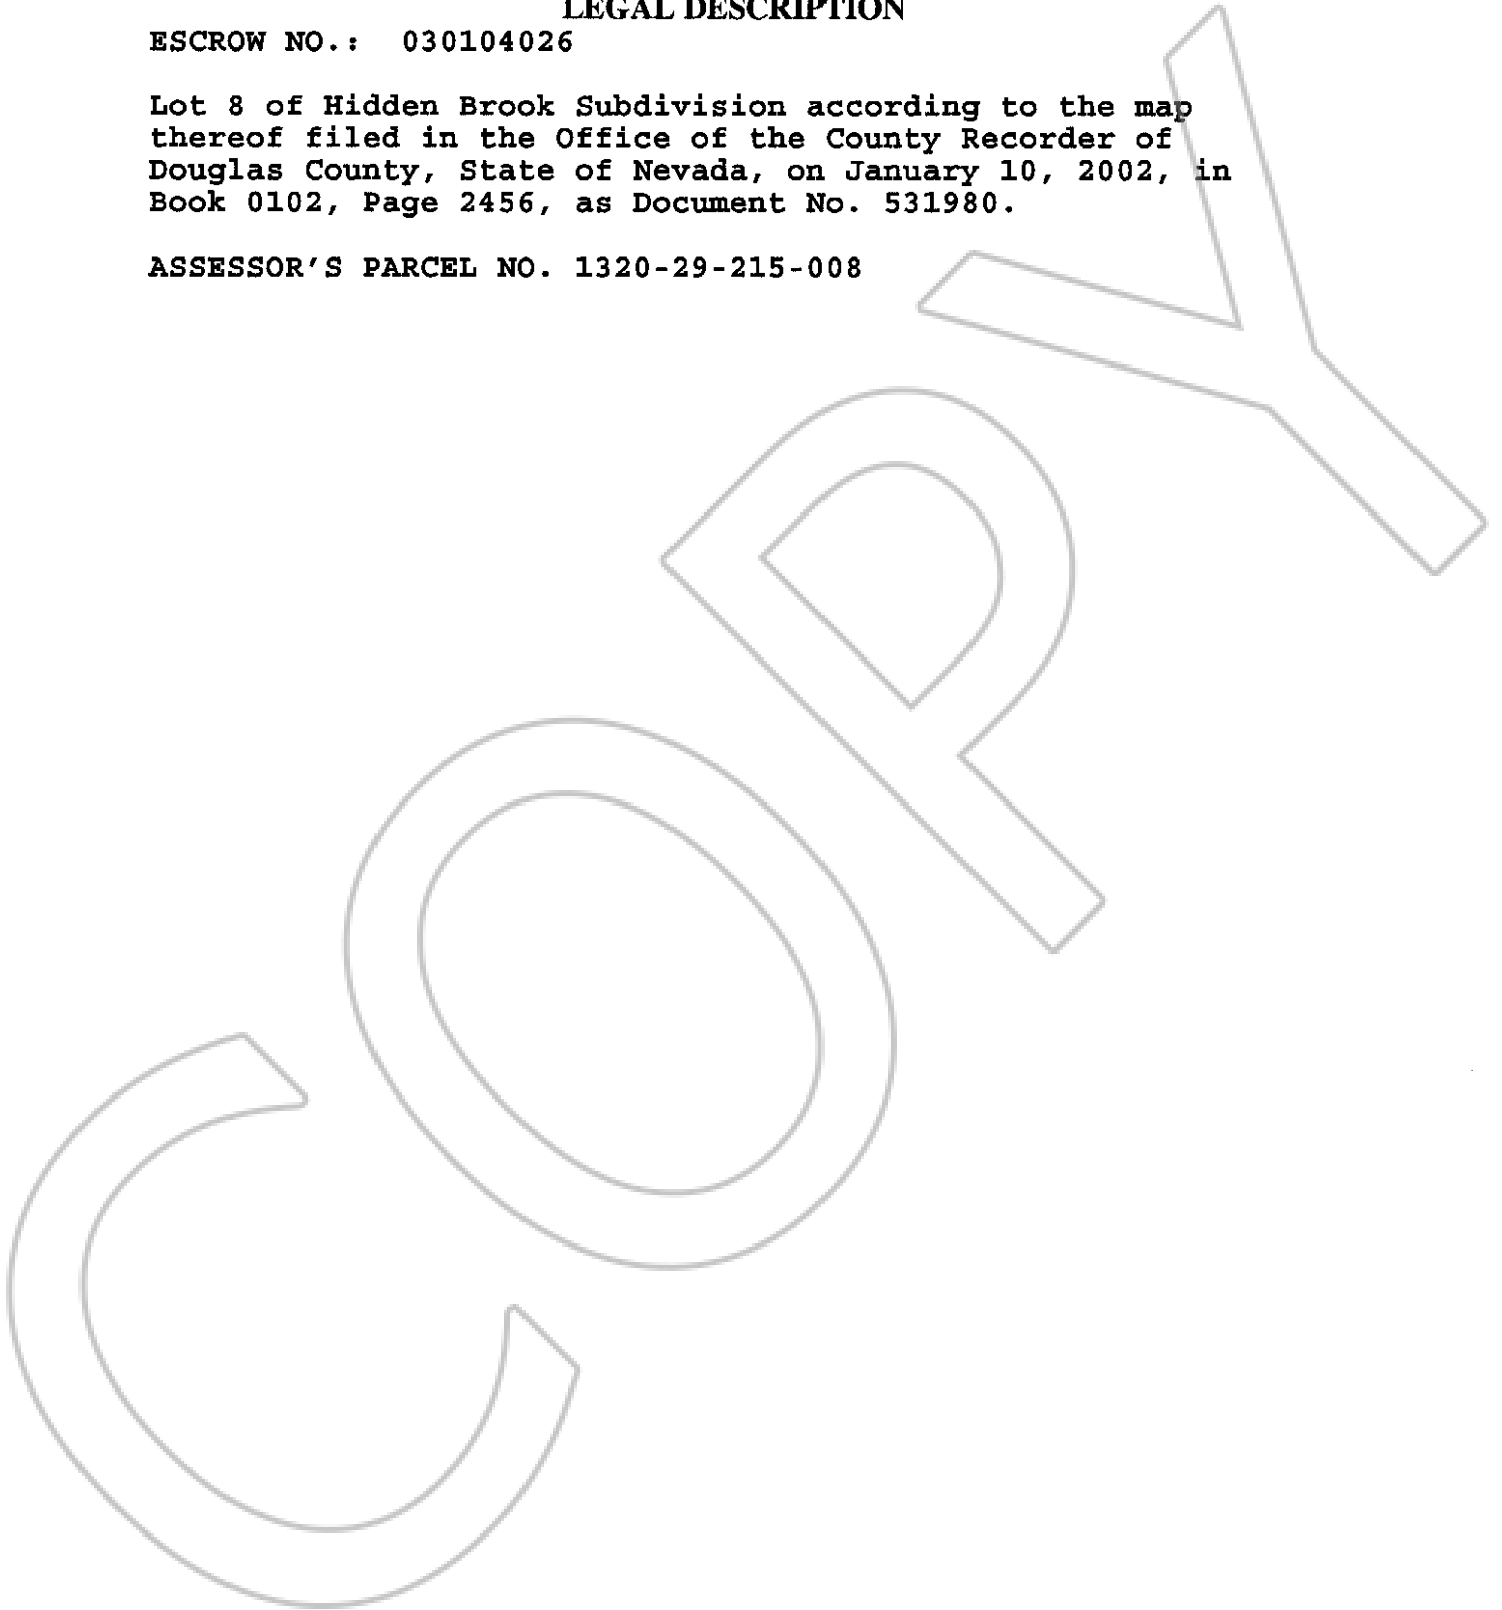 LEGAL DESCRIPTION
ESCROW NO.: 030104026
Lot 8 of Hidden Brook Subdivision according to the map
thereof filed in the Office of the County Recorder of
Douglas County, State of Nevada, on January 10, 2002, in
Book 0102, Page 2456, as Document No. 531980.
ASSESSOR'S PARCEL NO. 1320-29-215-008
COPY